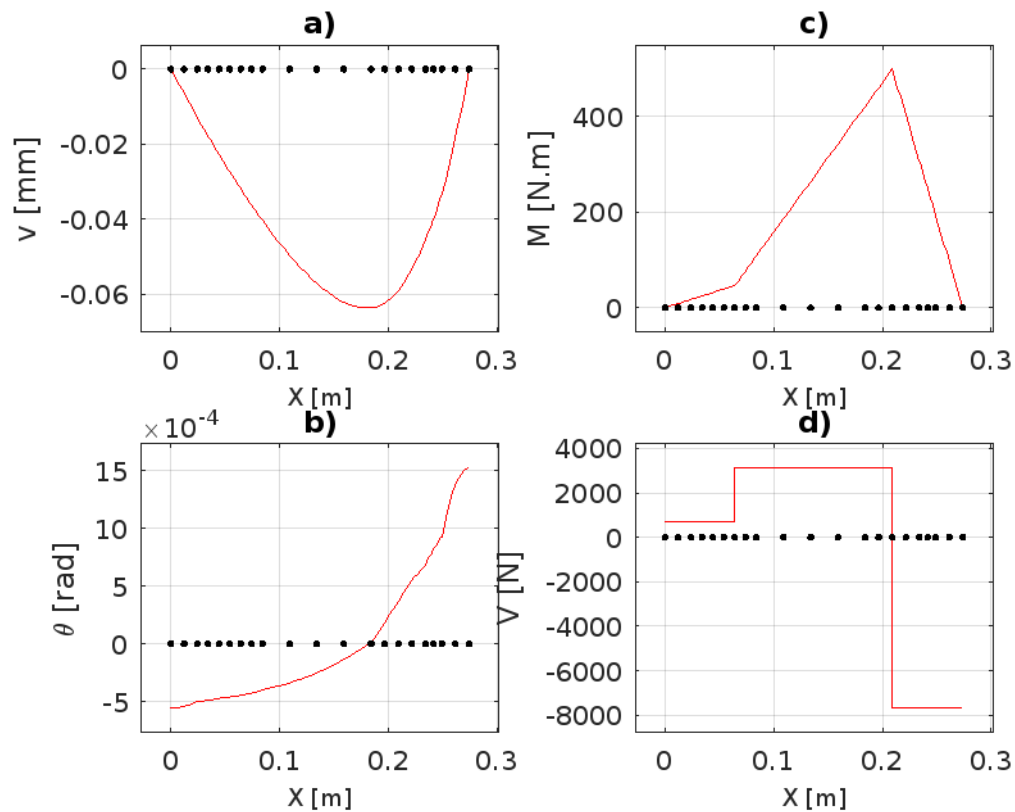 a)
0
-0.02
-0.04
-0.06
v [mm]
0 0.1 0.2 0.3
X [m]
c)
400
200
0
M [N.m]
0 0.1 0.2 0.3
X [m]
b)
×10^-4
15
10
5
0
-5
θ [rad]
0 0.1 0.2 0.3
X [m]
d)
4000
2000
0
-2000
-4000
-6000
-8000
V [N]
0 0.1 0.2 0.3
X [m]